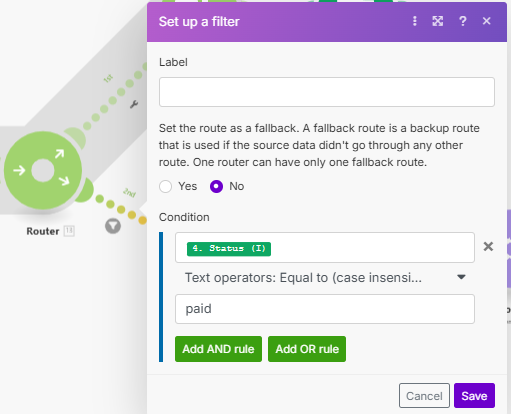 Set up a filter
Label
Set the route as a fallback. A fallback route is a backup route
that is used if the source data didn't go through any other
route. One router can have only one fallback route.
Yes
No
Condition
4. Status (I)
Text operators: Equal to (case insensi...
paid
Add AND rule
Add OR rule
Cancel
Save
1st
2nd
Router